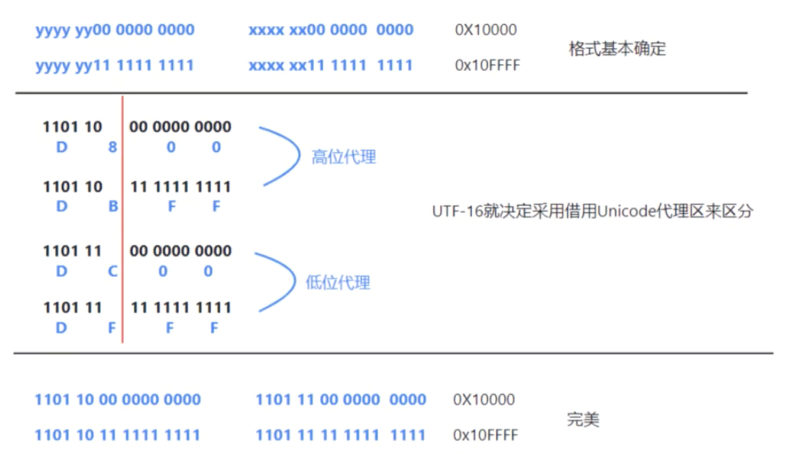 yyyy yy00 0000 0000 xxxx xx00 0000 0000 0X10000
格式基本确定
yyyy yy11 1111 1111 xxxx xx11 1111 1111 0x10FFFF
1101 10 00 0000 0000
D 8 0 0
高位代理
1101 10 11 1111 1111
D B F F
UTF-16就决定采用借用Unicode代理区来区分
1101 11 00 0000 0000
D C 0 0
低位代理
1101 11 11 1111 1111
D F F F
1101 10 00 0000 0000 1101 11 00 0000 0000 0X10000
完美
1101 10 11 1111 1111 1101 11 11 1111 1111 0x10FFFF